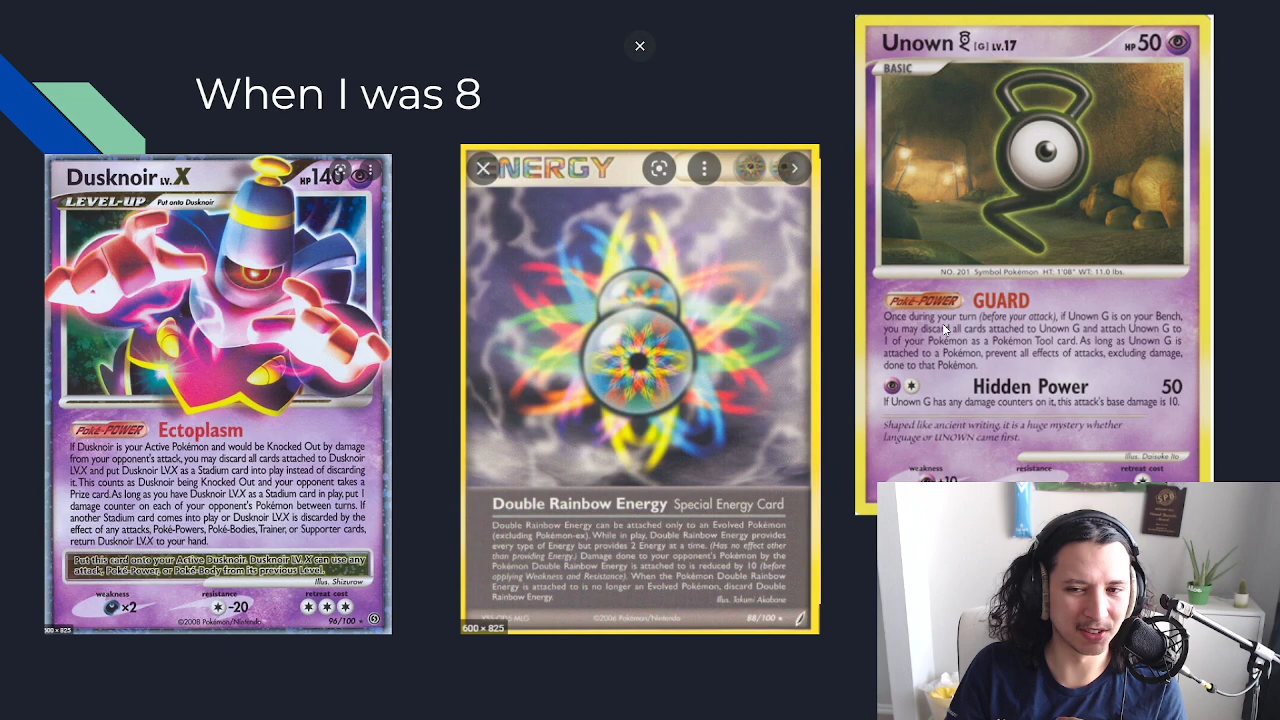 When I was 8
Dusknoir LV.X
HP 140
LEVEL-UP Put onto Dusknoir
Poké-POWER Ectoplasm
If Dusknoir is your Active Pokémon and would be Knocked Out by damage
from your opponent's attack, you may discard all cards attached to Dusknoir
LV.X and put Dusknoir LV.X as a Stadium card into play instead of discarding
it. This counts as Dusknoir being Knocked Out and your opponent takes a
Prize card. As long as you have Dusknoir LV.X as a Stadium card in play, put 1
damage counter on each of your opponent's Pokémon between turns. If
another Stadium card comes into play or Dusknoir LV.X is discarded by the
effect of any attacks, Poké-Powers, Poké-Bodies, Trainer, or Supporter cards,
return Dusknoir LV.X to your hand.
Put this card onto your Active Dusknoir. Dusknoir LV.X can use any
attack, Poké-Power, or Poké-Body from its previous Level.
Illus. Shizurow
weakness resistance retreat cost
×2 -20
©2008 Pokémon/Nintendo 96/100
600 × 825
NERGY
Double Rainbow Energy Special Energy Card
Double Rainbow Energy can be attached only to an Evolved Pokémon
(excluding Pokémon-ex). While in play, Double Rainbow Energy provides
every type of Energy but provides 2 Energy at a time. (Has no effect other
than providing Energy.) Damage done to your opponent's Pokémon by the
Pokémon Double Rainbow Energy is attached to is reduced by 10 (before
applying Weakness and Resistance). When the Pokémon Double Rainbow
Energy is attached to is no longer an Evolved Pokémon, discard Double
Rainbow Energy.
Illus. Takumi Akabane
©2006 Pokémon/Nintendo 88/100
600 × 825
Unown [G] LV.17
HP 50
BASIC
NO. 201 Symbol Pokémon HT: 1'08" WT: 11.0 lbs.
Poké-POWER GUARD
Once during your turn (before your attack), if Unown G is on your Bench,
you may discard all cards attached to Unown G and attach Unown G to
1 of your Pokémon as a Pokémon Tool card. As long as Unown G is
attached to a Pokémon, prevent all effects of attacks, excluding damage,
done to that Pokémon.
Hidden Power 50
If Unown G has any damage counters on it, this attack's base damage is 10.
Shaped like ancient writing, it is a huge mystery whether
language or UNOWN came first.
Illus. Daisuke Ito
weakness resistance retreat cost
+10